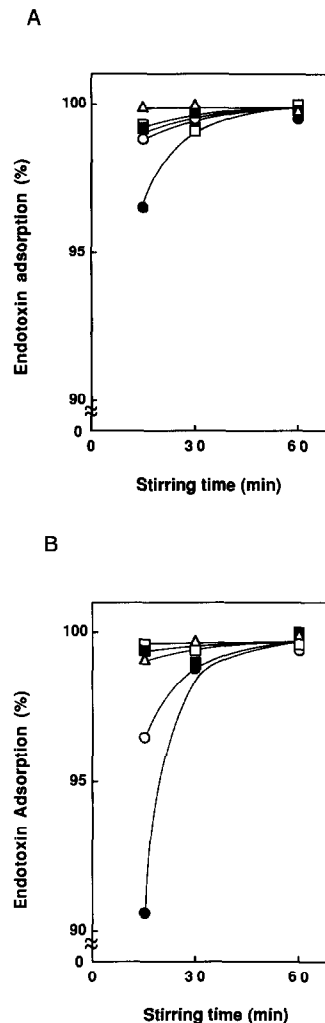 A
Endotoxin adsorption (%)
100
95
90
0
0 30 60
Stirring time (min)
B
Endotoxin Adsorption (%)
100
95
90
0
0 30 60
Stirring time (min)